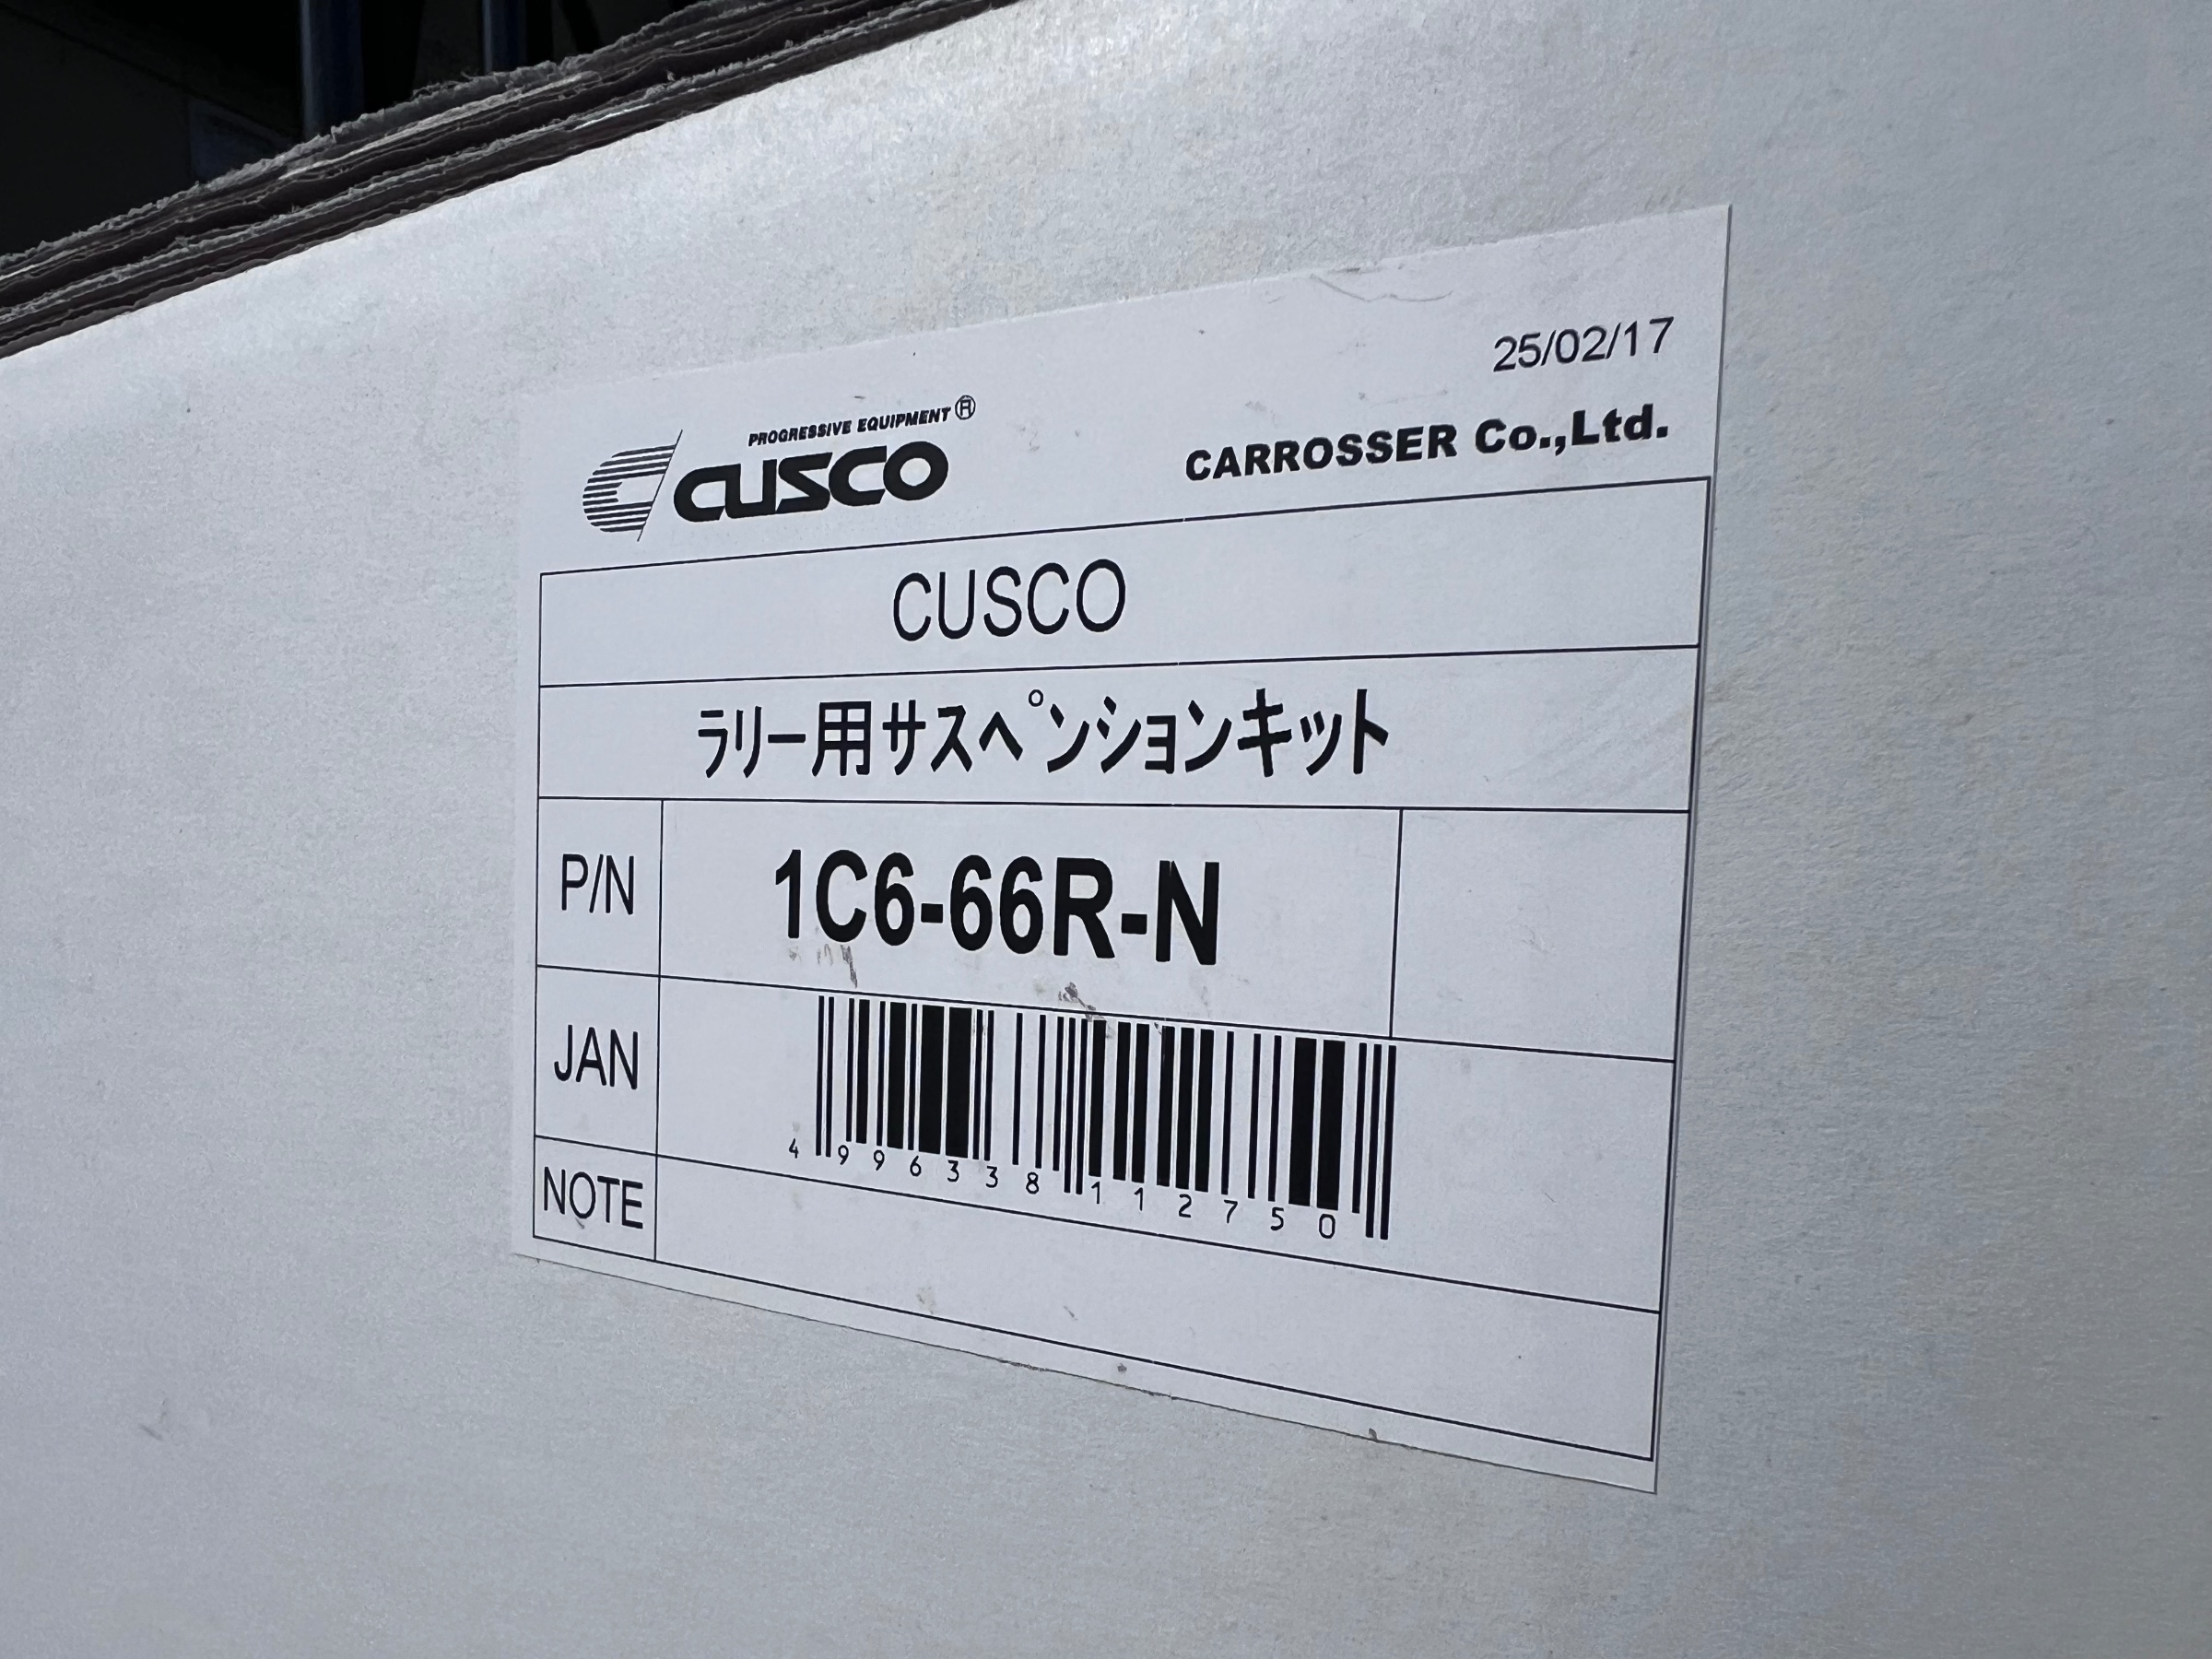 25/02/17
PROGRESSIVE EQUIPMENT®
CUSCO
CARROSSER Co.,Ltd.
CUSCO
ラリー用サスペンションキット
P/N 1C6-66R-N
JAN
4 996338 112750
NOTE